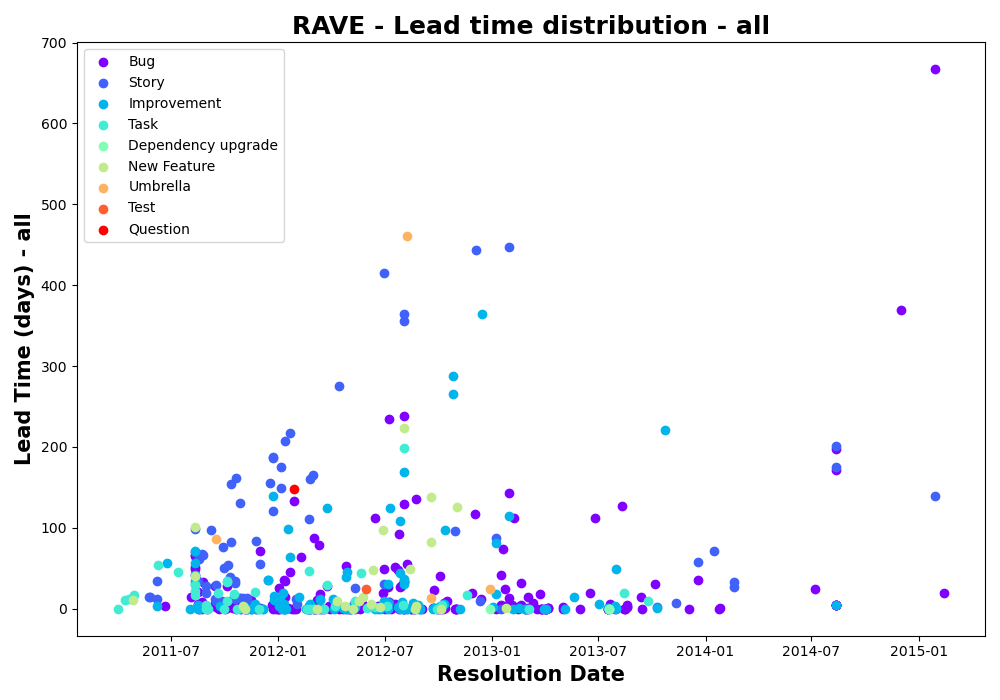 RAVE - Lead time distribution - all
Lead Time (days) - all
700
600
500
400
300
200
100
0
Bug
Story
Improvement
Task
Dependency upgrade
New Feature
Umbrella
Test
Question
2011-07 2012-01 2012-07 2013-01 2013-07 2014-01 2014-07 2015-01
Resolution Date